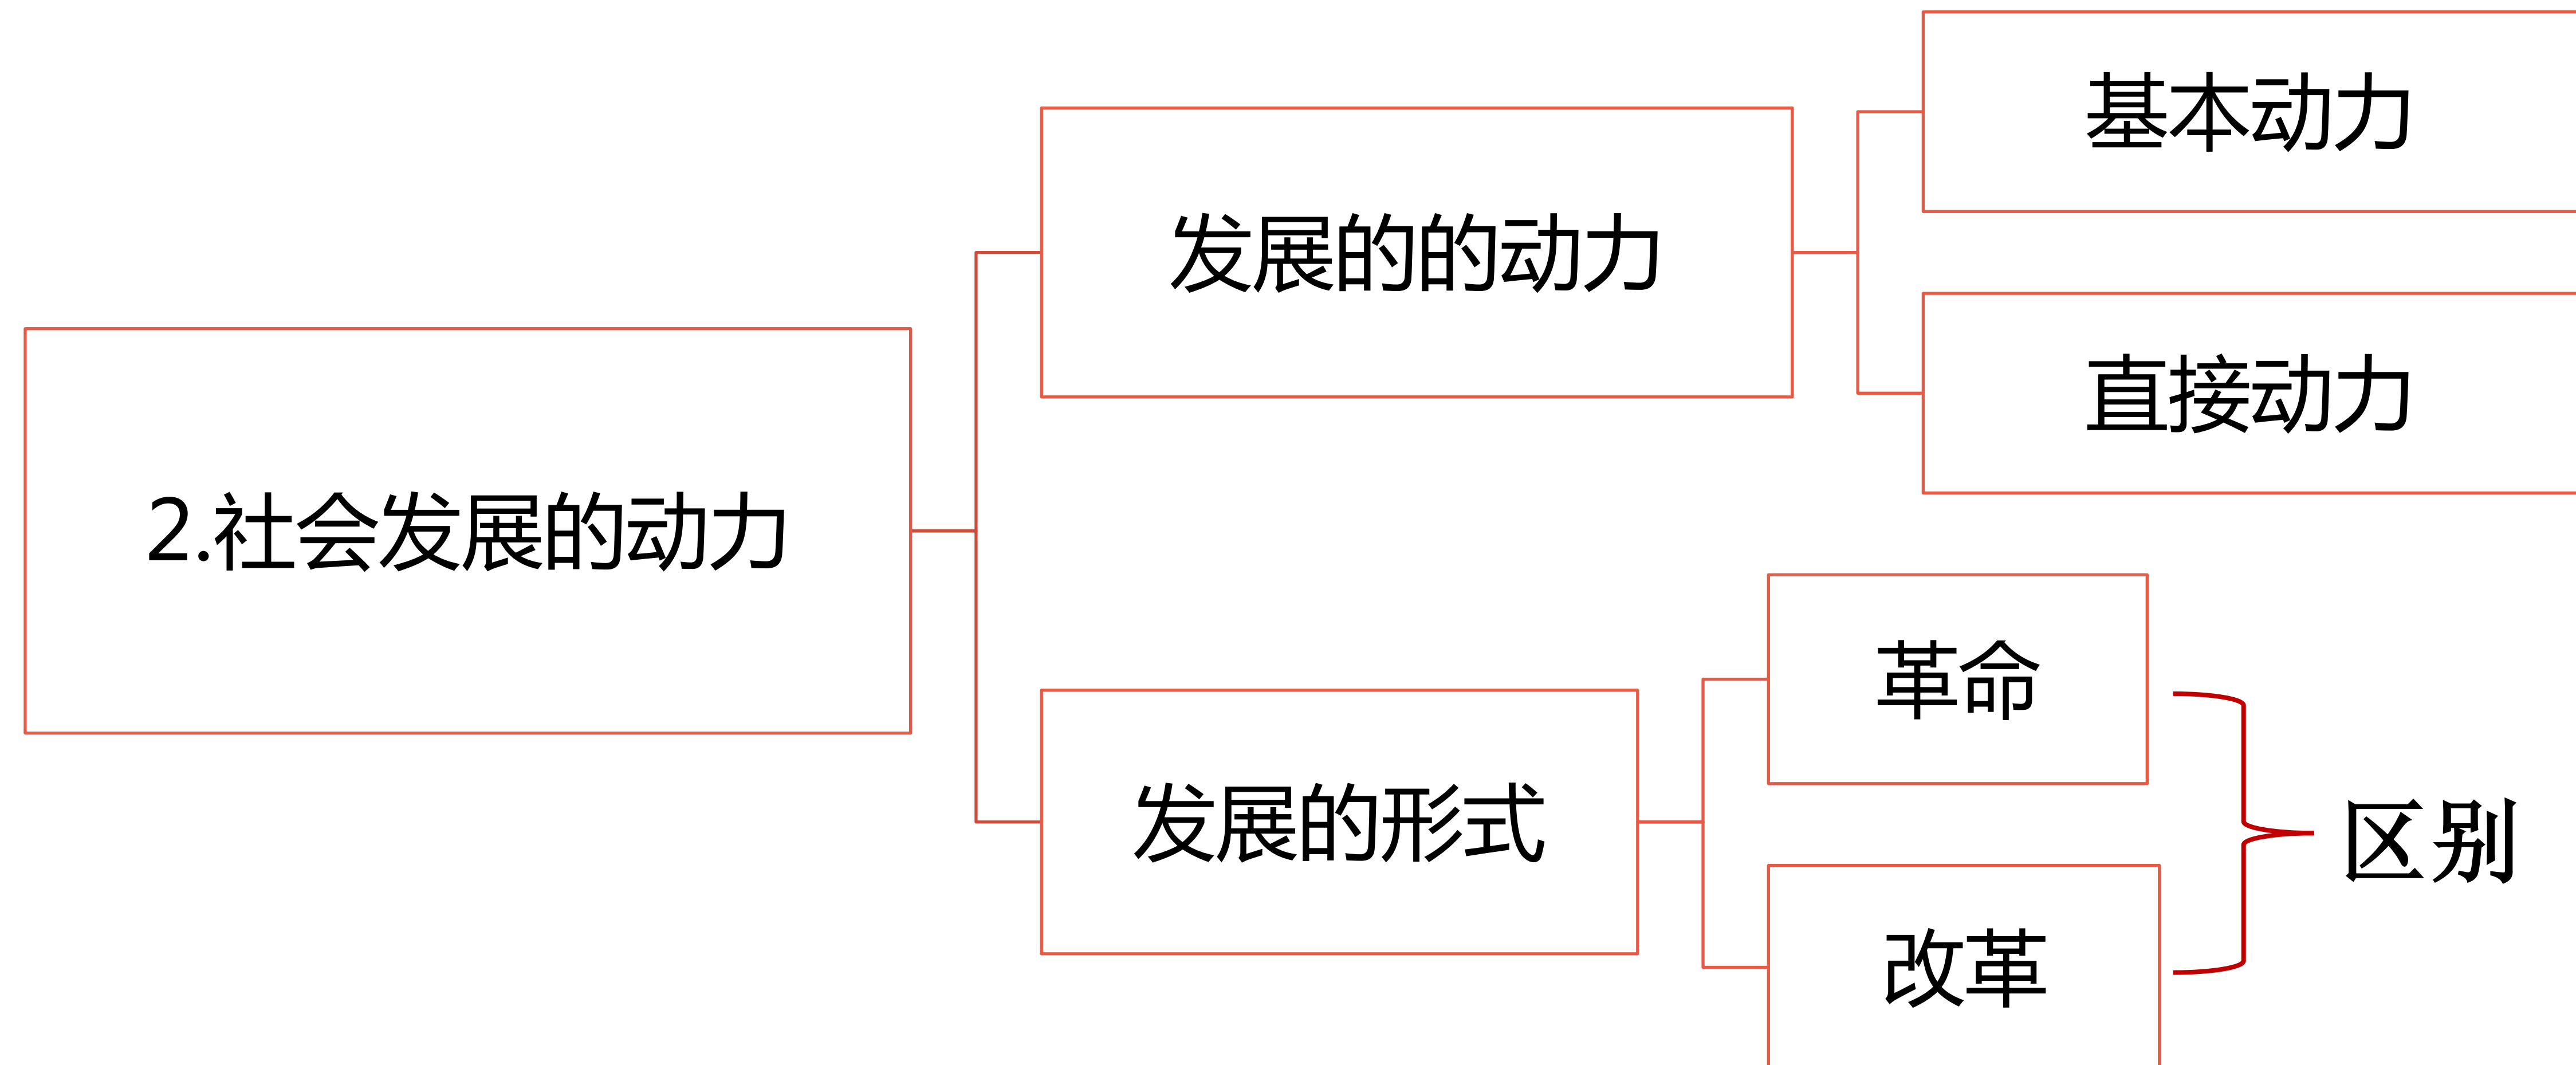 基本动力
发展的的动力
直接动力
2.社会发展的动力
革命
发展的形式
区别
改革